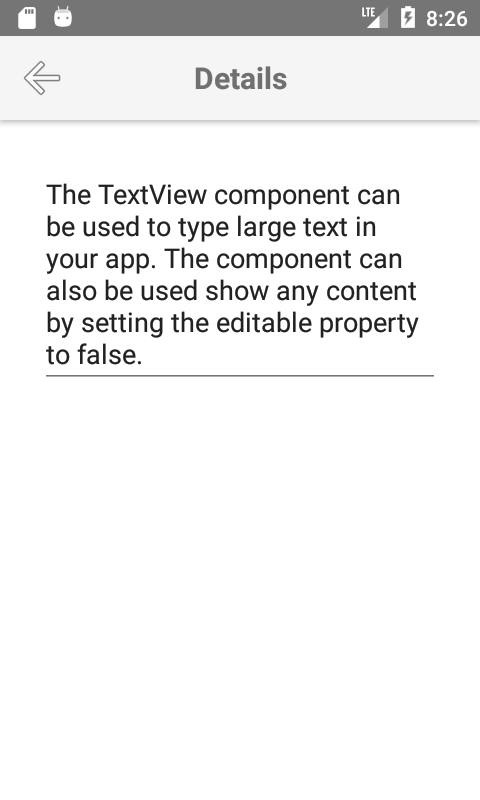 LTE 8:26
Details
The TextView component can
be used to type large text in
your app. The component can
also be used show any content
by setting the editable property
to false.